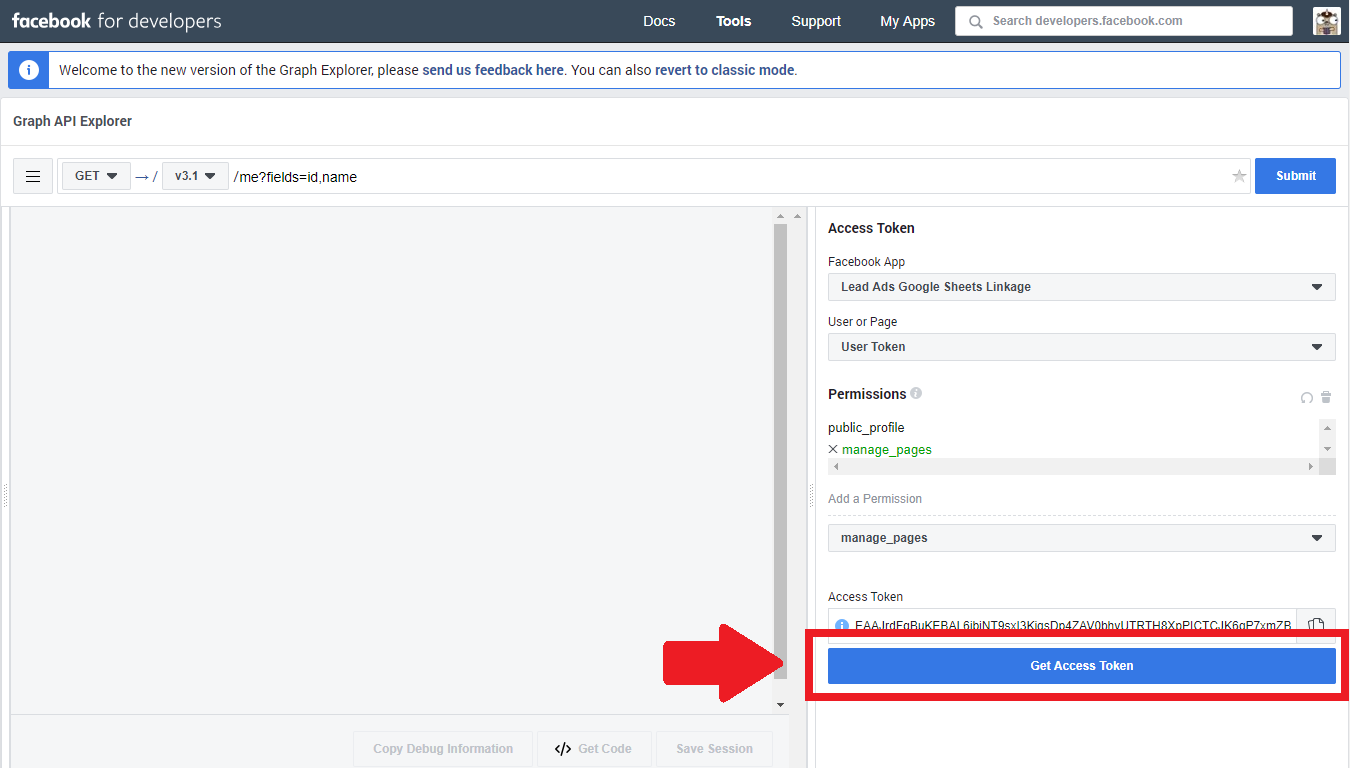 facebook for developers
Docs
Tools
Support
My Apps
Search developers.facebook.com
Welcome to the new version of the Graph Explorer, please send us feedback here. You can also revert to classic mode.
Graph API Explorer
GET
→ /
v3.1
/me?fields=id,name
Submit
Access Token
Facebook App
Lead Ads Google Sheets Linkage
User or Page
User Token
Permissions
public_profile
manage_pages
Add a Permission
manage_pages
Access Token
Get Access Token
Copy Debug Information
</> Get Code
Save Session